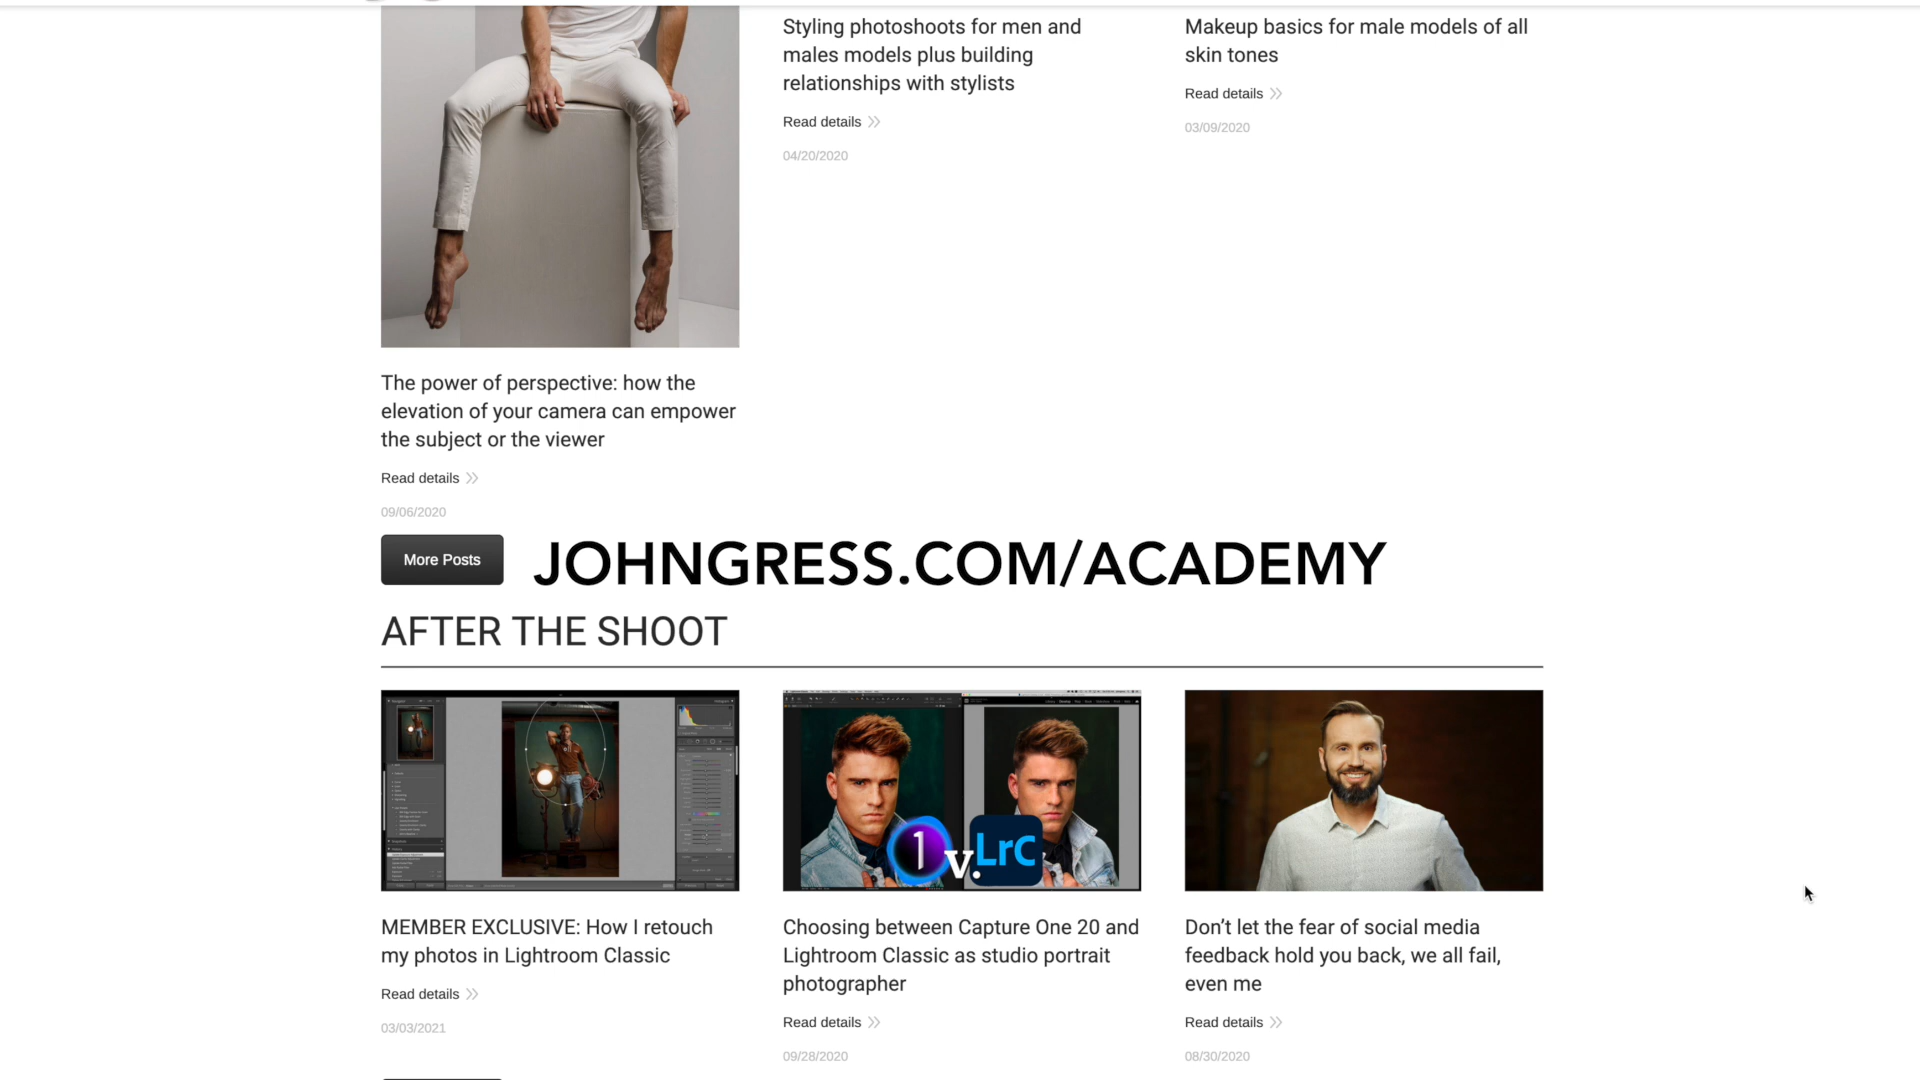 Styling photoshoots for men and
males models plus building
relationships with stylists
Read details
04/20/2020
Makeup basics for male models of all
skin tones
Read details
03/09/2020
The power of perspective: how the
elevation of your camera can empower
the subject or the viewer
Read details
09/06/2020
More Posts
JOHNGRESS.COM/ACADEMY
AFTER THE SHOOT
1 v. LrC
MEMBER EXCLUSIVE: How I retouch
my photos in Lightroom Classic
Read details
03/03/2021
Choosing between Capture One 20 and
Lightroom Classic as studio portrait
photographer
Read details
09/28/2020
Don’t let the fear of social media
feedback hold you back, we all fail,
even me
Read details
08/30/2020